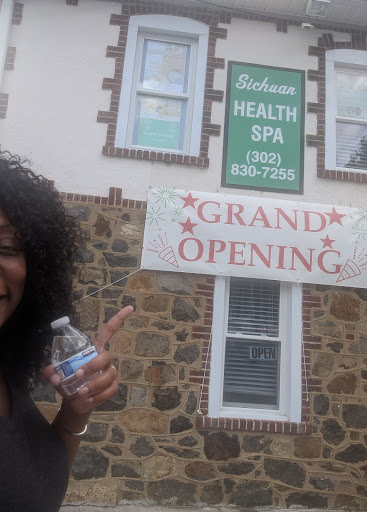 Sichuan
HEALTH
SPA
(302)
830-7255
GRAND
OPENING
OPEN